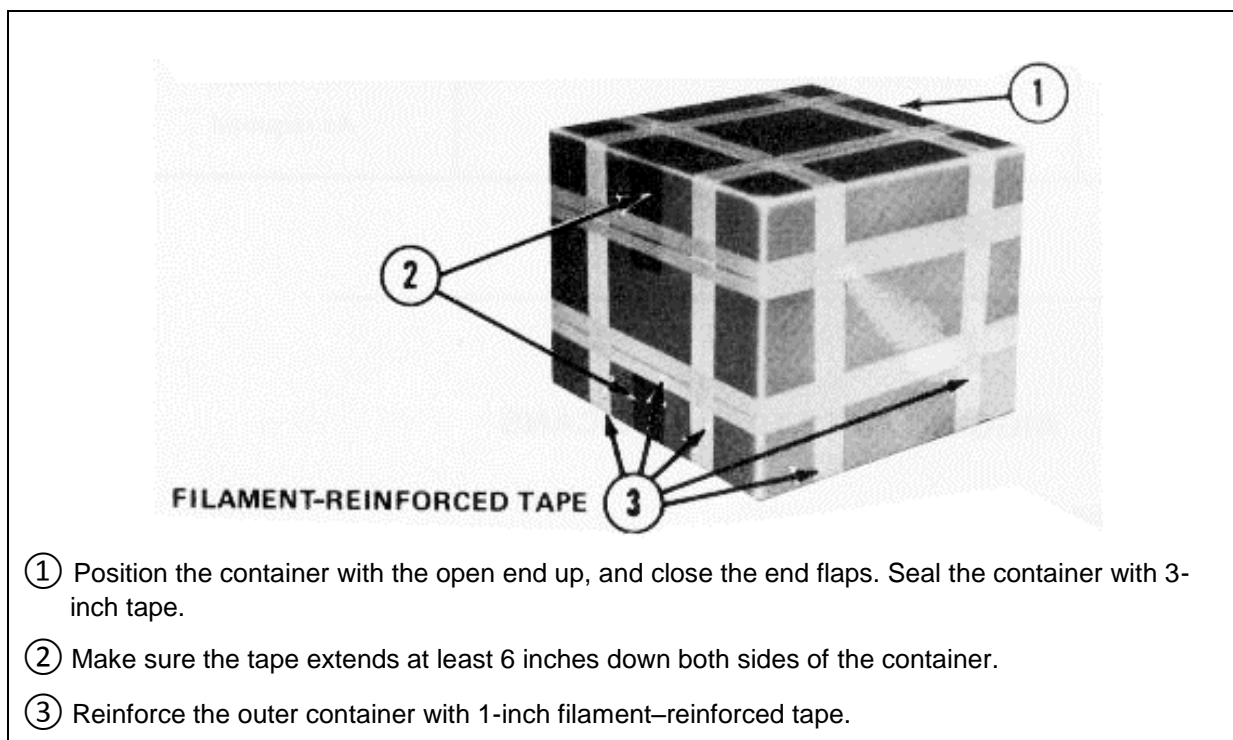 1
2
FILAMENT-REINFORCED TAPE 3
① Position the container with the open end up, and close the end flaps. Seal the container with 3-
inch tape.
② Make sure the tape extends at least 6 inches down both sides of the container.
③ Reinforce the outer container with 1-inch filament–reinforced tape.